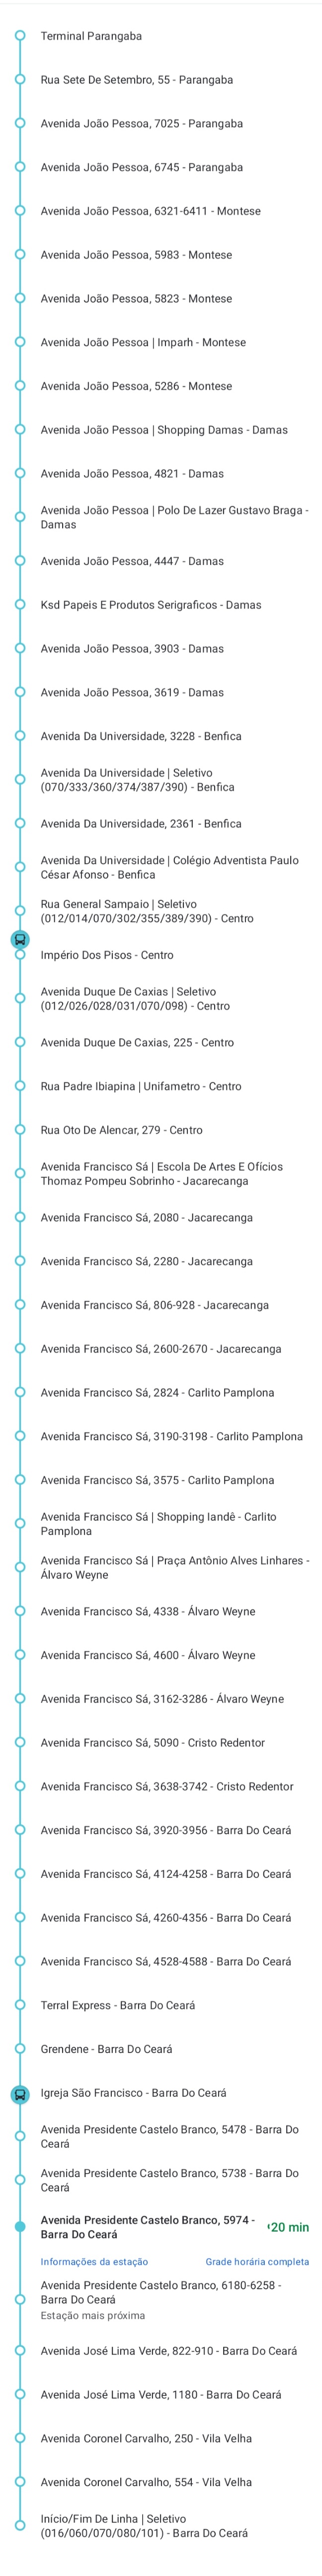 Terminal Parangaba
Rua Sete De Setembro, 55 - Parangaba
Avenida João Pessoa, 7025 - Parangaba
Avenida João Pessoa, 6745 - Parangaba
Avenida João Pessoa, 6321-6411 - Montese
Avenida João Pessoa, 5983 - Montese
Avenida João Pessoa, 5823 - Montese
Avenida João Pessoa | Imparh - Montese
Avenida João Pessoa, 5286 - Montese
Avenida João Pessoa | Shopping Damas - Damas
Avenida João Pessoa, 4821 - Damas
Avenida João Pessoa | Polo De Lazer Gustavo Braga -
Damas
Avenida João Pessoa, 4447 - Damas
Ksd Papeis E Produtos Serigraficos - Damas
Avenida João Pessoa, 3903 - Damas
Avenida João Pessoa, 3619 - Damas
Avenida Da Universidade, 3228 - Benfica
Avenida Da Universidade | Seletivo
(070/333/360/374/387/390) - Benfica
Avenida Da Universidade, 2361 - Benfica
Avenida Da Universidade | Colégio Adventista Paulo
César Afonso - Benfica
Rua General Sampaio | Seletivo
(012/014/070/302/355/389/390) - Centro
Império Dos Pisos - Centro
Avenida Duque De Caxias | Seletivo
(012/026/028/031/070/098) - Centro
Avenida Duque De Caxias, 225 - Centro
Rua Padre Ibiapina | Unifametro - Centro
Rua Oto De Alencar, 279 - Centro
Avenida Francisco Sá | Escola De Artes E Ofícios
Thomaz Pompeu Sobrinho - Jacarecanga
Avenida Francisco Sá, 2080 - Jacarecanga
Avenida Francisco Sá, 2280 - Jacarecanga
Avenida Francisco Sá, 806-928 - Jacarecanga
Avenida Francisco Sá, 2600-2670 - Jacarecanga
Avenida Francisco Sá, 2824 - Carlito Pamplona
Avenida Francisco Sá, 3190-3198 - Carlito Pamplona
Avenida Francisco Sá, 3575 - Carlito Pamplona
Avenida Francisco Sá | Shopping Iandê - Carlito
Pamplona
Avenida Francisco Sá | Praça Antônio Alves Linhares -
Álvaro Weyne
Avenida Francisco Sá, 4338 - Álvaro Weyne
Avenida Francisco Sá, 4600 - Álvaro Weyne
Avenida Francisco Sá, 3162-3286 - Álvaro Weyne
Avenida Francisco Sá, 5090 - Cristo Redentor
Avenida Francisco Sá, 3638-3742 - Cristo Redentor
Avenida Francisco Sá, 3920-3956 - Barra Do Ceará
Avenida Francisco Sá, 4124-4258 - Barra Do Ceará
Avenida Francisco Sá, 4260-4356 - Barra Do Ceará
Avenida Francisco Sá, 4528-4588 - Barra Do Ceará
Terral Express - Barra Do Ceará
Grendene - Barra Do Ceará
Igreja São Francisco - Barra Do Ceará
Avenida Presidente Castelo Branco, 5478 - Barra Do
Ceará
Avenida Presidente Castelo Branco, 5738 - Barra Do
Ceará
Avenida Presidente Castelo Branco, 5974 -
Barra Do Ceará
20 min
Informações da estação
Grade horária completa
Avenida Presidente Castelo Branco, 6180-6258 -
Barra Do Ceará
Estação mais próxima
Avenida José Lima Verde, 822-910 - Barra Do Ceará
Avenida José Lima Verde, 1180 - Barra Do Ceará
Avenida Coronel Carvalho, 250 - Vila Velha
Avenida Coronel Carvalho, 554 - Vila Velha
Início/Fim De Linha | Seletivo
(016/060/070/080/101) - Barra Do Ceará